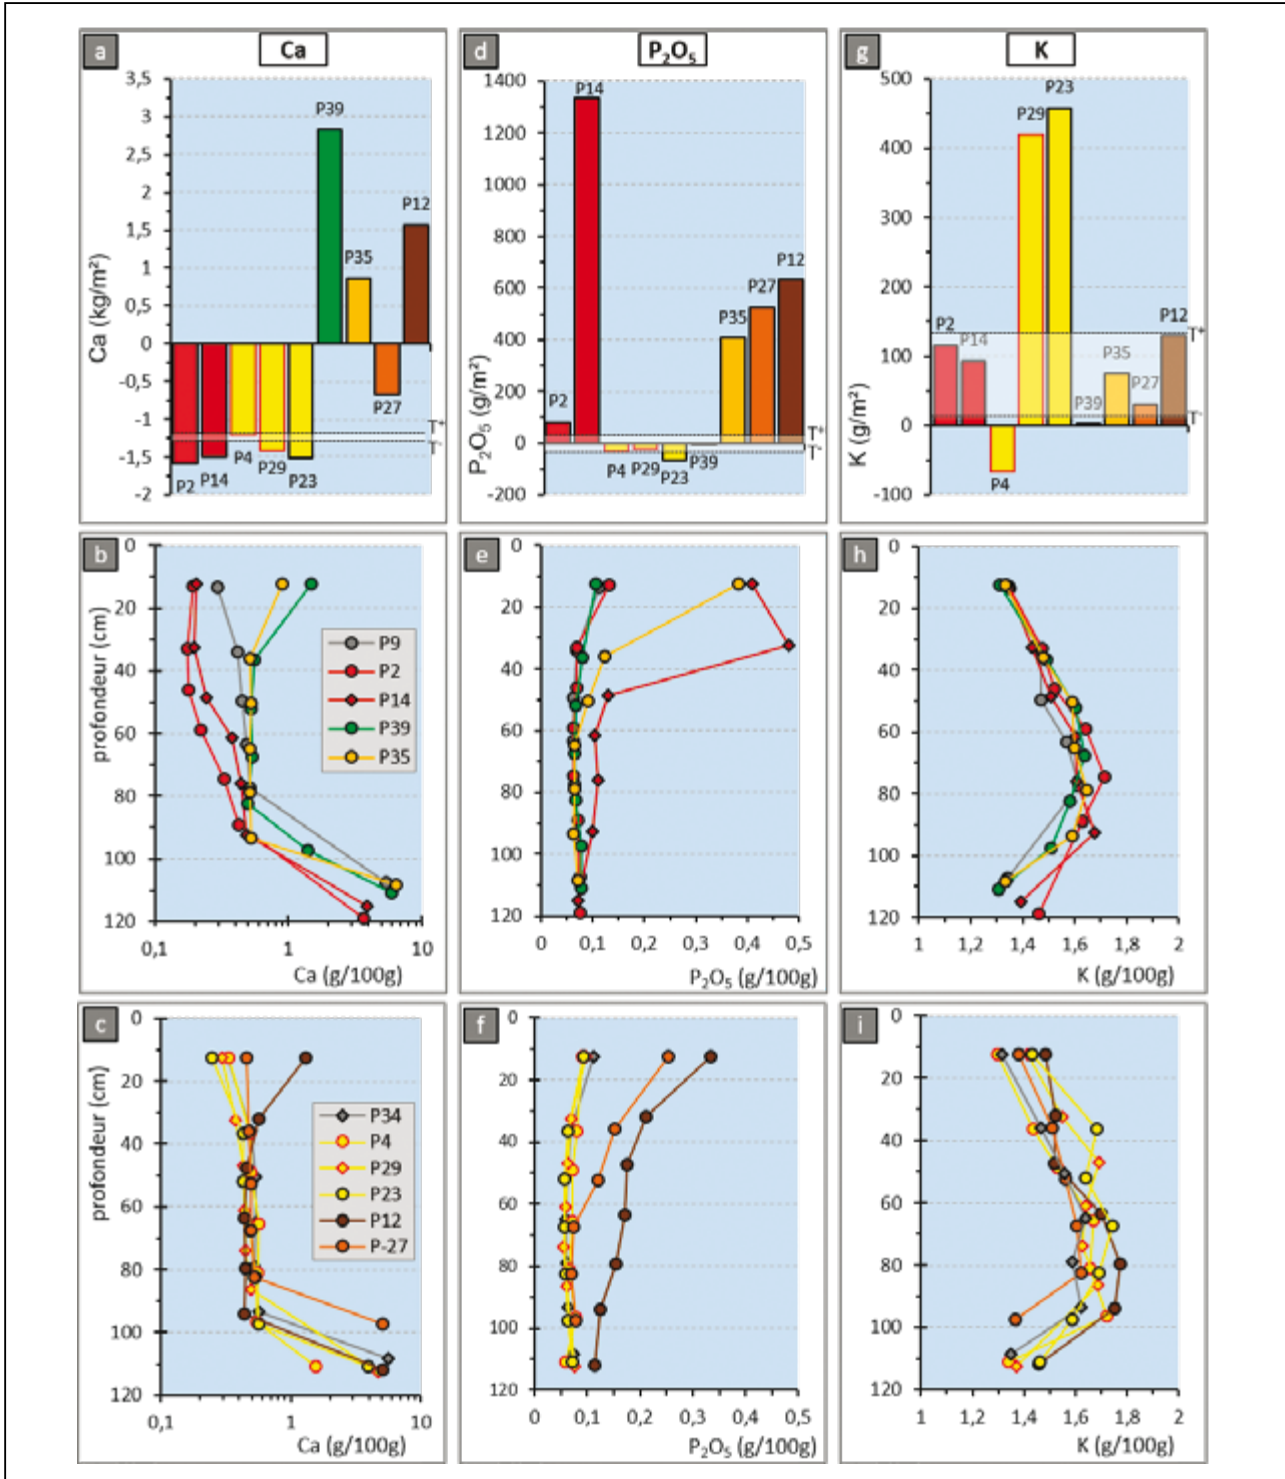 a
Ca
3,5
3
2,5
2
1,5
1
0,5
0
-0,5
-1
-1,5
-2
Ca (kg/m²)
P2
P14
P4
P29
P23
P39
P35
P27
P12
T⁺
T⁻
d
P₂O₅
1400
1200
1000
800
600
400
200
0
-200
P₂O₅ (g/m²)
P2
P14
P4
P29
P23
P39
P35
P27
P12
T⁺
T⁻
g
K
500
400
300
200
100
0
-100
K (g/m²)
P2
P14
P4
P29
P23
P39
P35
P27
P12
T⁺
T⁻
b
0
20
40
60
80
100
120
profondeur (cm)
P9
P2
P14
P39
P35
0,1
1
10
Ca (g/100g)
e
0
20
40
60
80
100
120
0
0,1
0,2
0,3
0,4
0,5
P₂O₅ (g/100g)
h
0
20
40
60
80
100
120
1
1,2
1,4
1,6
1,8
2
K (g/100g)
c
0
20
40
60
80
100
120
profondeur (cm)
P34
P4
P29
P23
P12
P-27
0,1
1
10
Ca (g/100g)
f
0
20
40
60
80
100
120
0
0,1
0,2
0,3
0,4
0,5
P₂O₅ (g/100g)
i
0
20
40
60
80
100
120
1
1,2
1,4
1,6
1,8
2
K (g/100g)